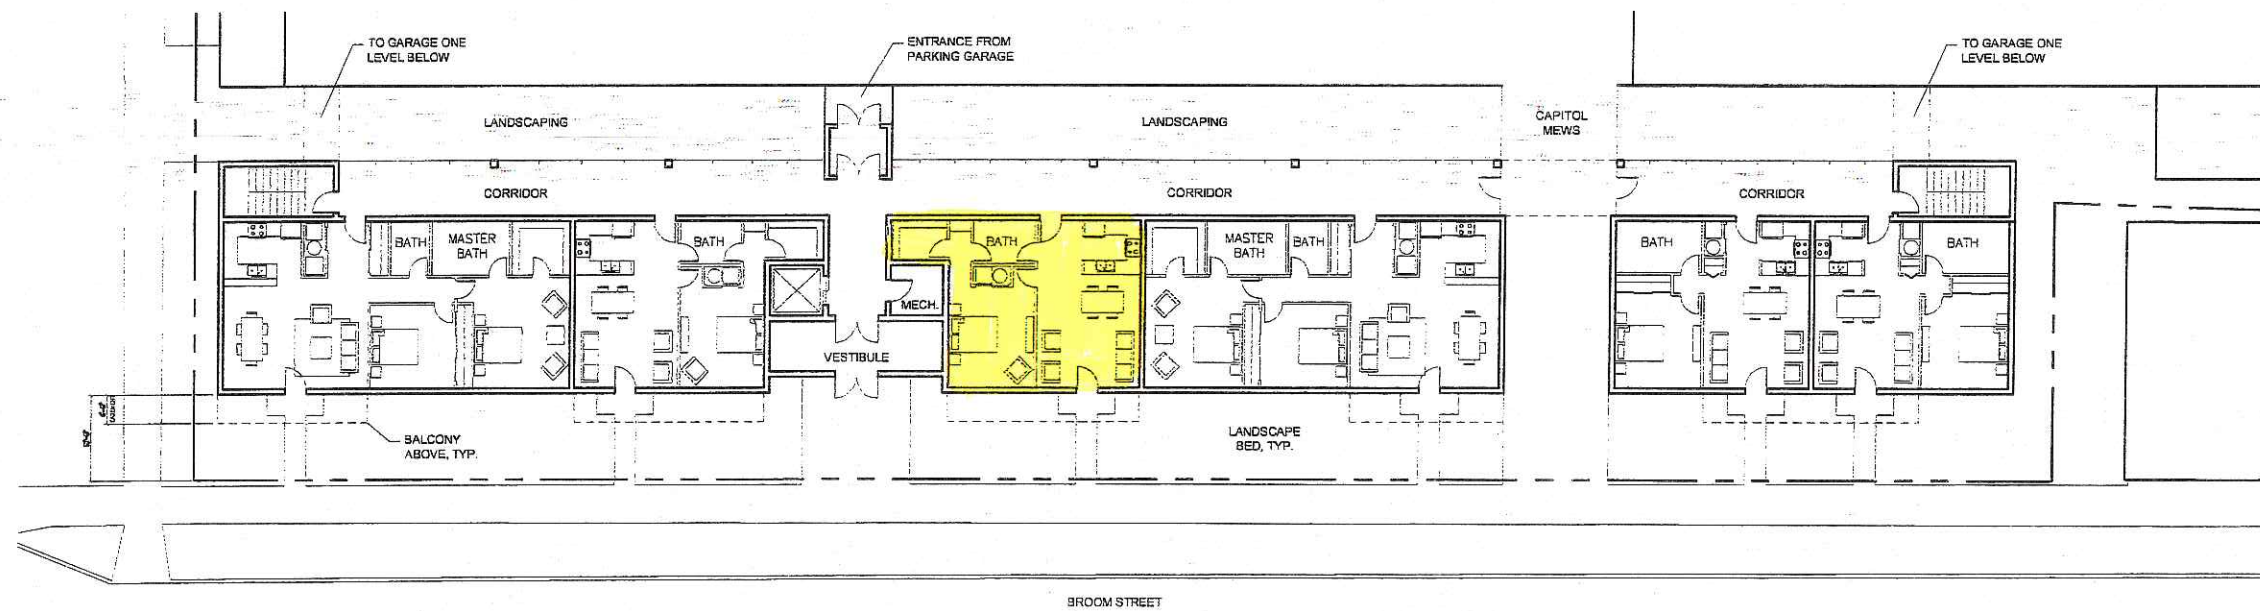 TO GARAGE ONE
LEVEL BELOW
ENTRANCE FROM
PARKING GARAGE
TO GARAGE ONE
LEVEL BELOW
LANDSCAPING
LANDSCAPING
CAPITOL
MEWS
CORRIDOR
CORRIDOR
CORRIDOR
BATH
MASTER
BATH
BATH
BATH
MASTER
BATH
BATH
BATH
BATH
MECH.
VESTIBULE
BALCONY
ABOVE, TYP.
LANDSCAPE
BED, TYP.
BROOM STREET